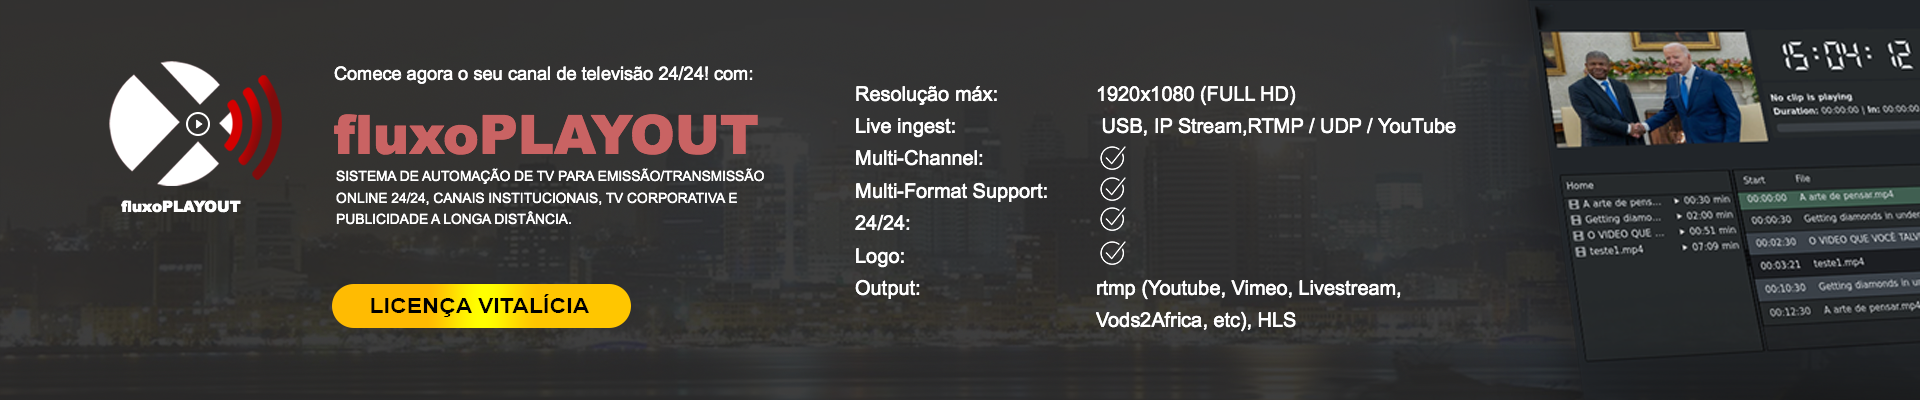 fluxoPLAYOUT
Comece agora o seu canal de televisão 24/24! com:
fluxoPLAYOUT
SISTEMA DE AUTOMAÇÃO DE TV PARA EMISSÃO/TRANSMISSÃO
ONLINE 24/24, CANAIS INSTITUCIONAIS, TV CORPORATIVA E
PUBLICIDADE A LONGA DISTÂNCIA.
LICENÇA VITALÍCIA
Resolução máx: 1920x1080 (FULL HD)
Live ingest: USB, IP Stream,RTMP / UDP / YouTube
Multi-Channel:
Multi-Format Support:
24/24:
Logo:
Output: rtmp (Youtube, Vimeo, Livestream,
Vods2Africa, etc), HLS
15:04:12
No clip is playing
Duration: 00:00:00 | In: 00:00:00
Home
A arte de pens... 00:30 min
Getting diamo... 02:00 min
O VIDEO QUE ... 00:51 min
teste1.mp4 07:09 min
Start File
00:00:00 A arte de pensar.mp4
00:00:30 Getting diamonds in under
00:02:30 O VIDEO QUE VOCÊ TALV
00:03:21 teste1.mp4
00:10:30 Getting diamonds in
00:12:30 A arte de pensar.mp4